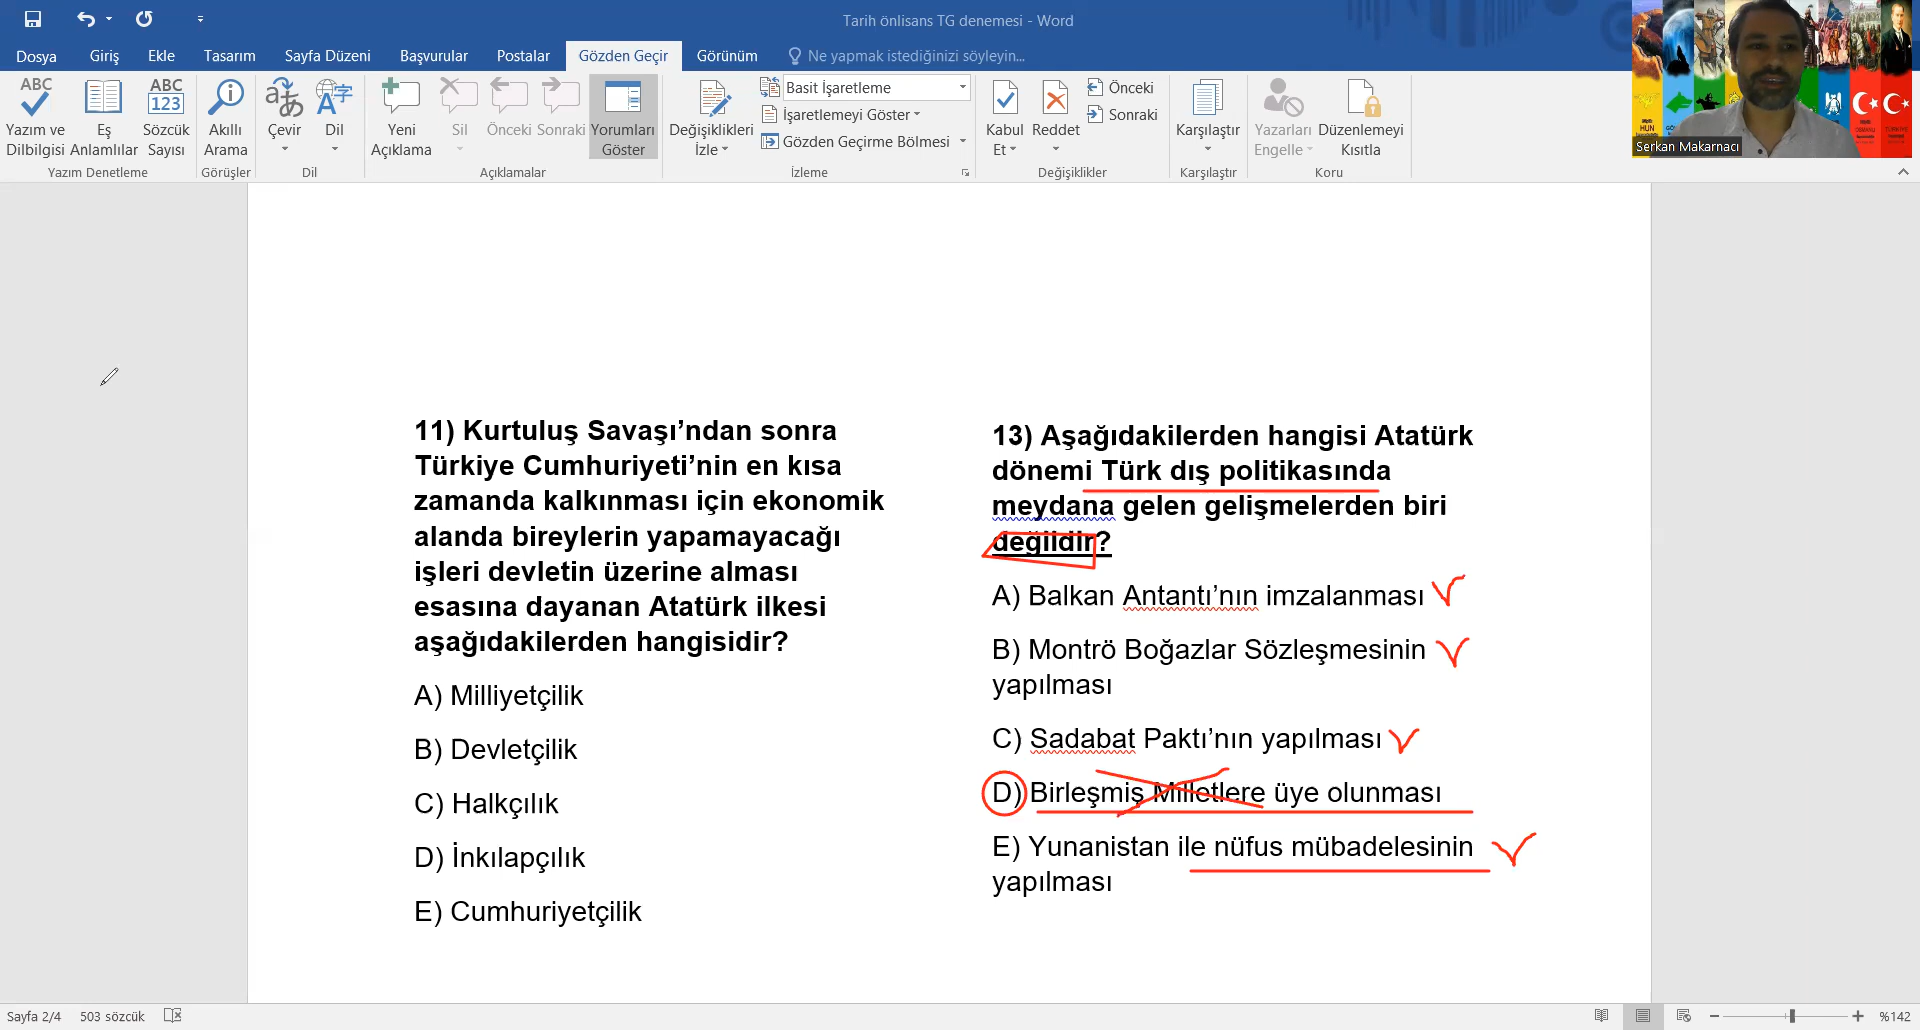 Tarih önlisans TG denemesi - Word
Dosya Giriş Ekle Tasarım Sayfa Düzeni Başvurular Postalar Gözden Geçir Görünüm Ne yapmak istediğinizi söyleyin...
ABC Yazım ve Dilbilgisi
Eş Anlamlılar
ABC 123 Sözcük Sayısı
Yazım Denetleme
Akıllı Arama
Görüşler
Çevir
Dil
Dil
Yeni Açıklama
Sil
Önceki
Sonraki
Yorumları Göster
Açıklamalar
Değişiklikleri İzle
Basit İşaretleme
İşaretlemeyi Göster
Gözden Geçirme Bölmesi
İzleme
Kabul Et
Reddet
Önceki
Sonraki
Değişiklikler
Karşılaştır
Karşılaştır
Yazarları Engelle
Düzenlemeyi Kısıtla
Koru
Serkan Makarnacı
11) Kurtuluş Savaşı’ndan sonra
Türkiye Cumhuriyeti’nin en kısa
zamanda kalkınması için ekonomik
alanda bireylerin yapamayacağı
işleri devletin üzerine alması
esasına dayanan Atatürk ilkesi
aşağıdakilerden hangisidir?
A) Milliyetçilik
B) Devletçilik
C) Halkçılık
D) İnkılapçılık
E) Cumhuriyetçilik
13) Aşağıdakilerden hangisi Atatürk
dönemi Türk dış politikasında
meydana gelen gelişmelerden biri
değildir?
A) Balkan Antantı’nın imzalanması
B) Montrö Boğazlar Sözleşmesinin
yapılması
C) Sadabat Paktı’nın yapılması
D) Birleşmiş Milletlere üye olunması
E) Yunanistan ile nüfus mübadelesinin
yapılması
Sayfa 2/4 503 sözcük
%142